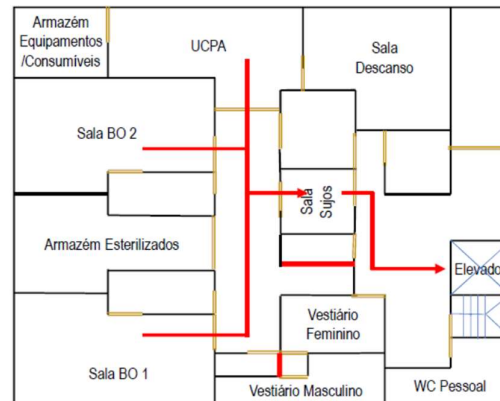 Armazém
Equipamentos
/Consumíveis
UCPA
Sala
Descanso
Sala BO 2
Sala
Sujos
Armazém Esterilizados
Elevado
Vestiário
Feminino
Sala BO 1
Vestiário Masculino
WC Pessoal